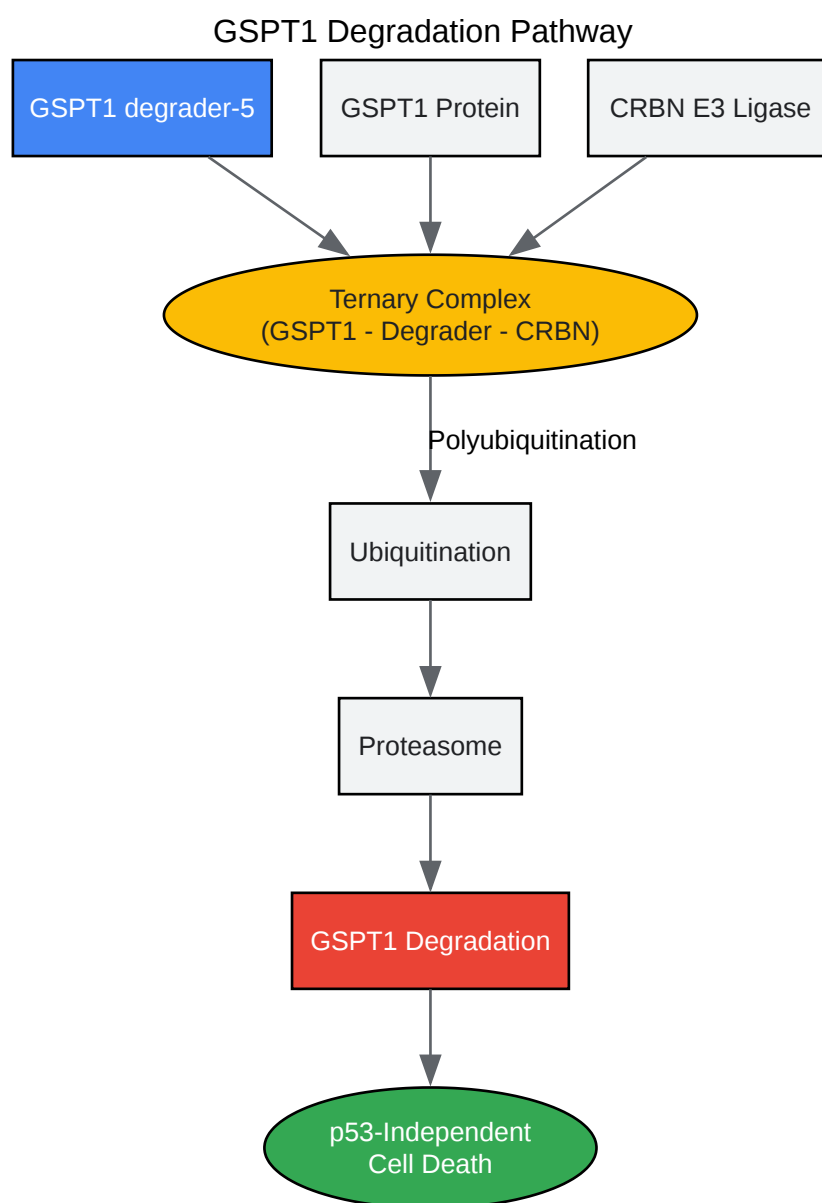 GSPT1 Degradation Pathway
GSPT1 degrader-5
GSPT1 Protein
CRBN E3 Ligase
Ternary Complex
(GSPT1 - Degrader - CRBN)
Polyubiquitination
Ubiquitination
Proteasome
GSPT1 Degradation
p53-Independent
Cell Death